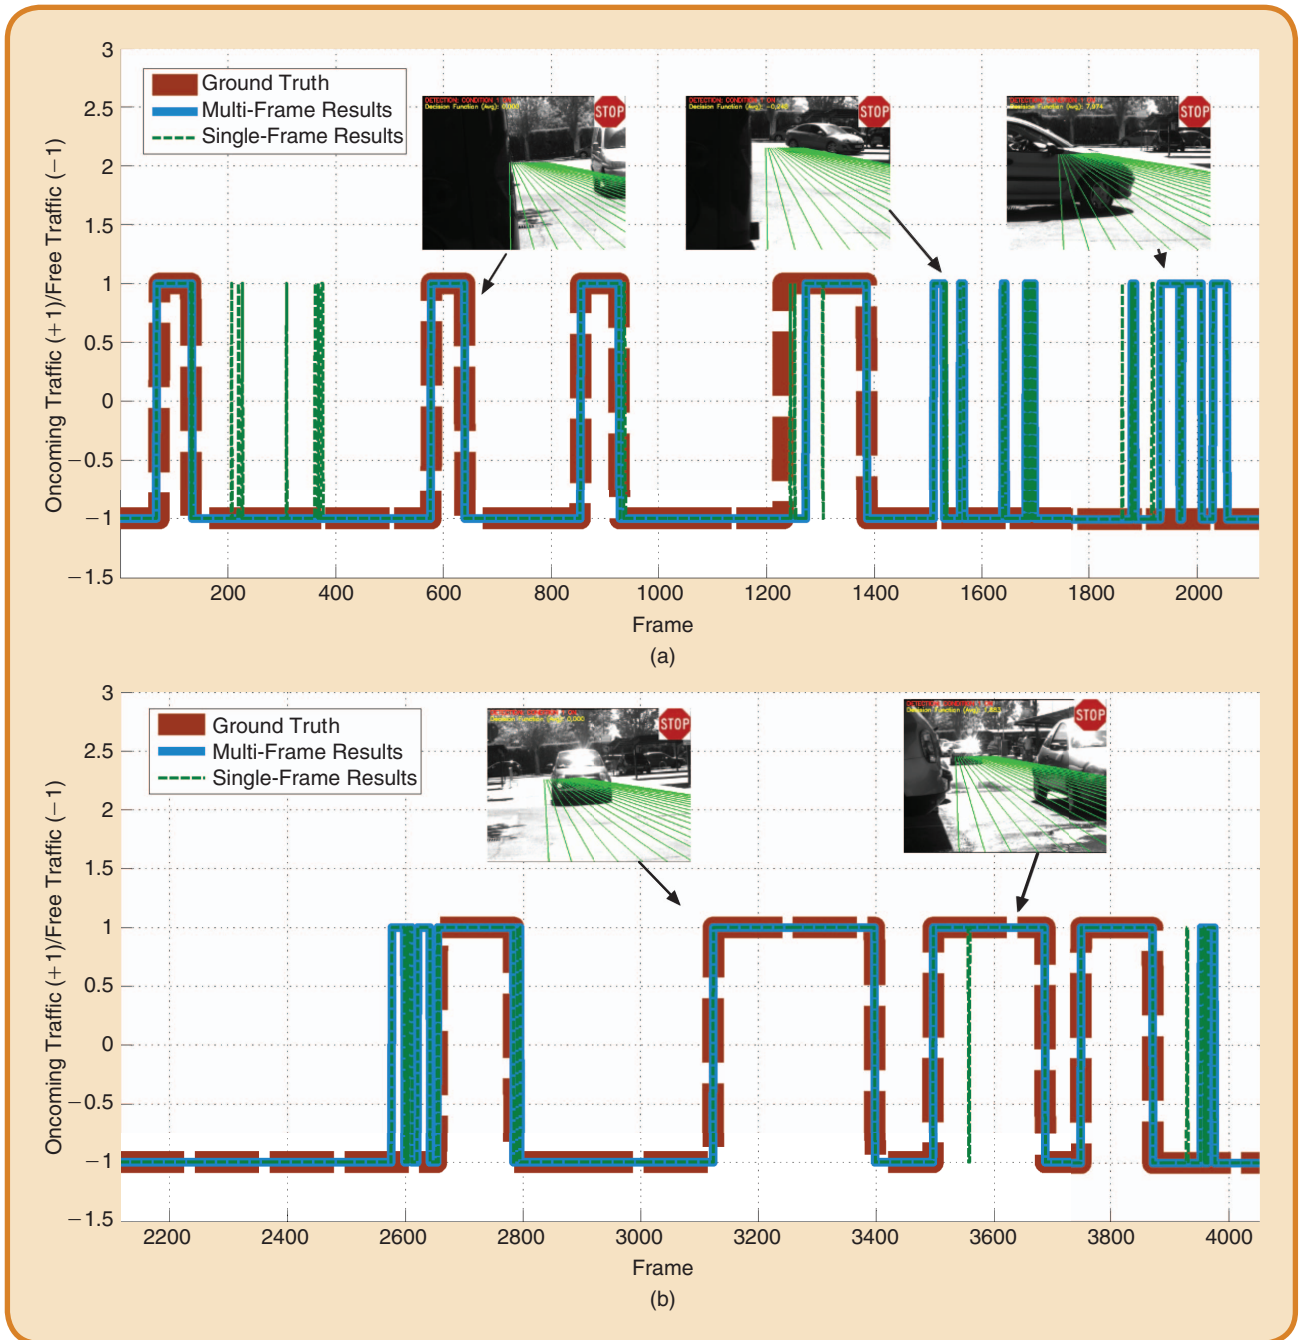 3
2.5
2
1.5
1
0.5
0
−0.5
−1
−1.5
Oncoming Traffic (+1)/Free Traffic (−1)
Ground Truth
Multi-Frame Results
Single-Frame Results
STOP
STOP
STOP
200 400 600 800 1000 1200 1400 1600 1800 2000
Frame
(a)
3
2.5
2
1.5
1
0.5
0
−0.5
−1
−1.5
Oncoming Traffic (+1)/Free Traffic (−1)
Ground Truth
Multi-Frame Results
Single-Frame Results
STOP
STOP
2200 2400 2600 2800 3000 3200 3400 3600 3800 4000
Frame
(b)